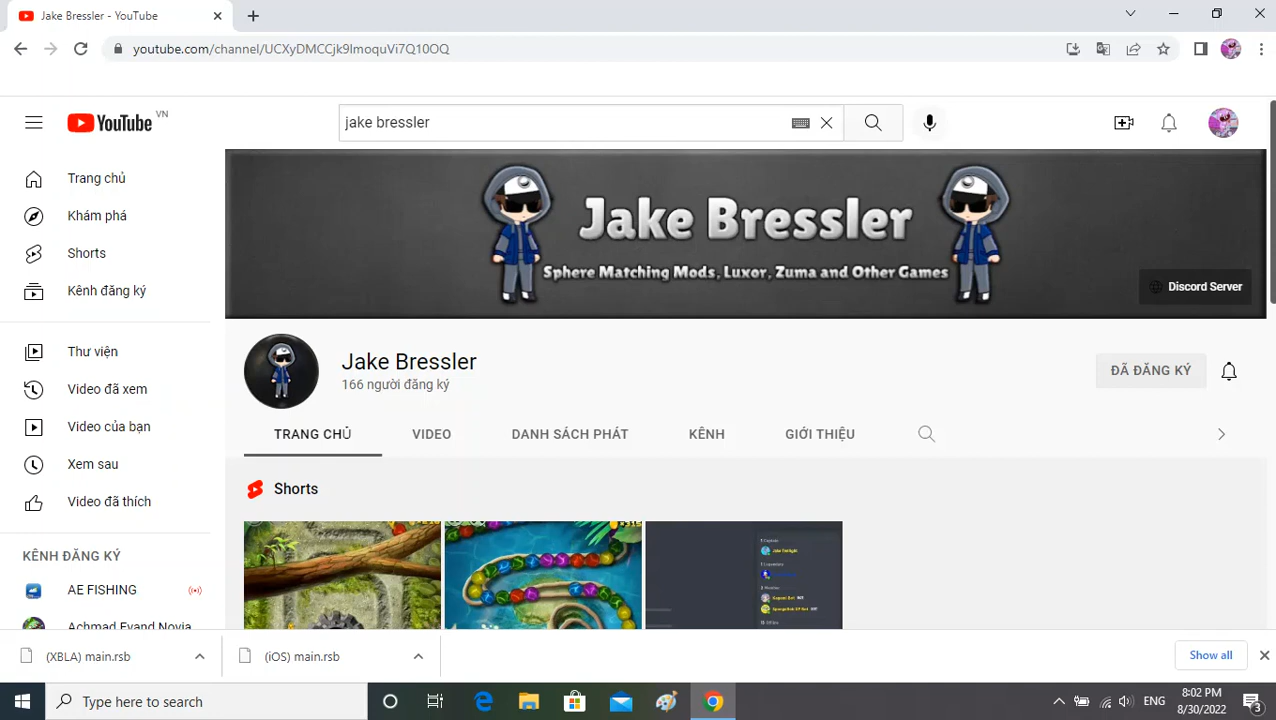 Jake Bressler - YouTube
youtube.com/channel/UCXyDMCCjk9lmoquVi7Q10OQ
YouTube VN
jake bressler
Trang chủ
Khám phá
Shorts
Kênh đăng ký
Thư viện
Video đã xem
Video của bạn
Xem sau
Video đã thích
KÊNH ĐĂNG KÝ
AE FISHING
Achmad Evand Novia
Jake Bressler
Sphere Matching Mods, Luxor, Zuma and Other Games
Discord Server
Jake Bressler
166 người đăng ký
ĐÃ ĐĂNG KÝ
TRANG CHỦ VIDEO DANH SÁCH PHÁT KÊNH GIỚI THIỆU
Shorts
(XBLA) main.rsb
(iOS) main.rsb
Show all
Type here to search
ENG
8:02 PM
8/30/2022
3